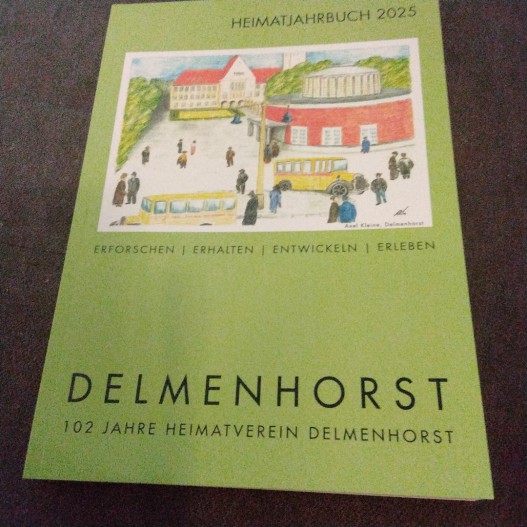 HEIMATJAHRBUCH 2025
Axel Kleine, Delmenhorst
ERFORSCHEN | ERHALTEN | ENTWICKELN | ERLEBEN
DELMENHORST
102 JAHRE HEIMATVEREIN DELMENHORST